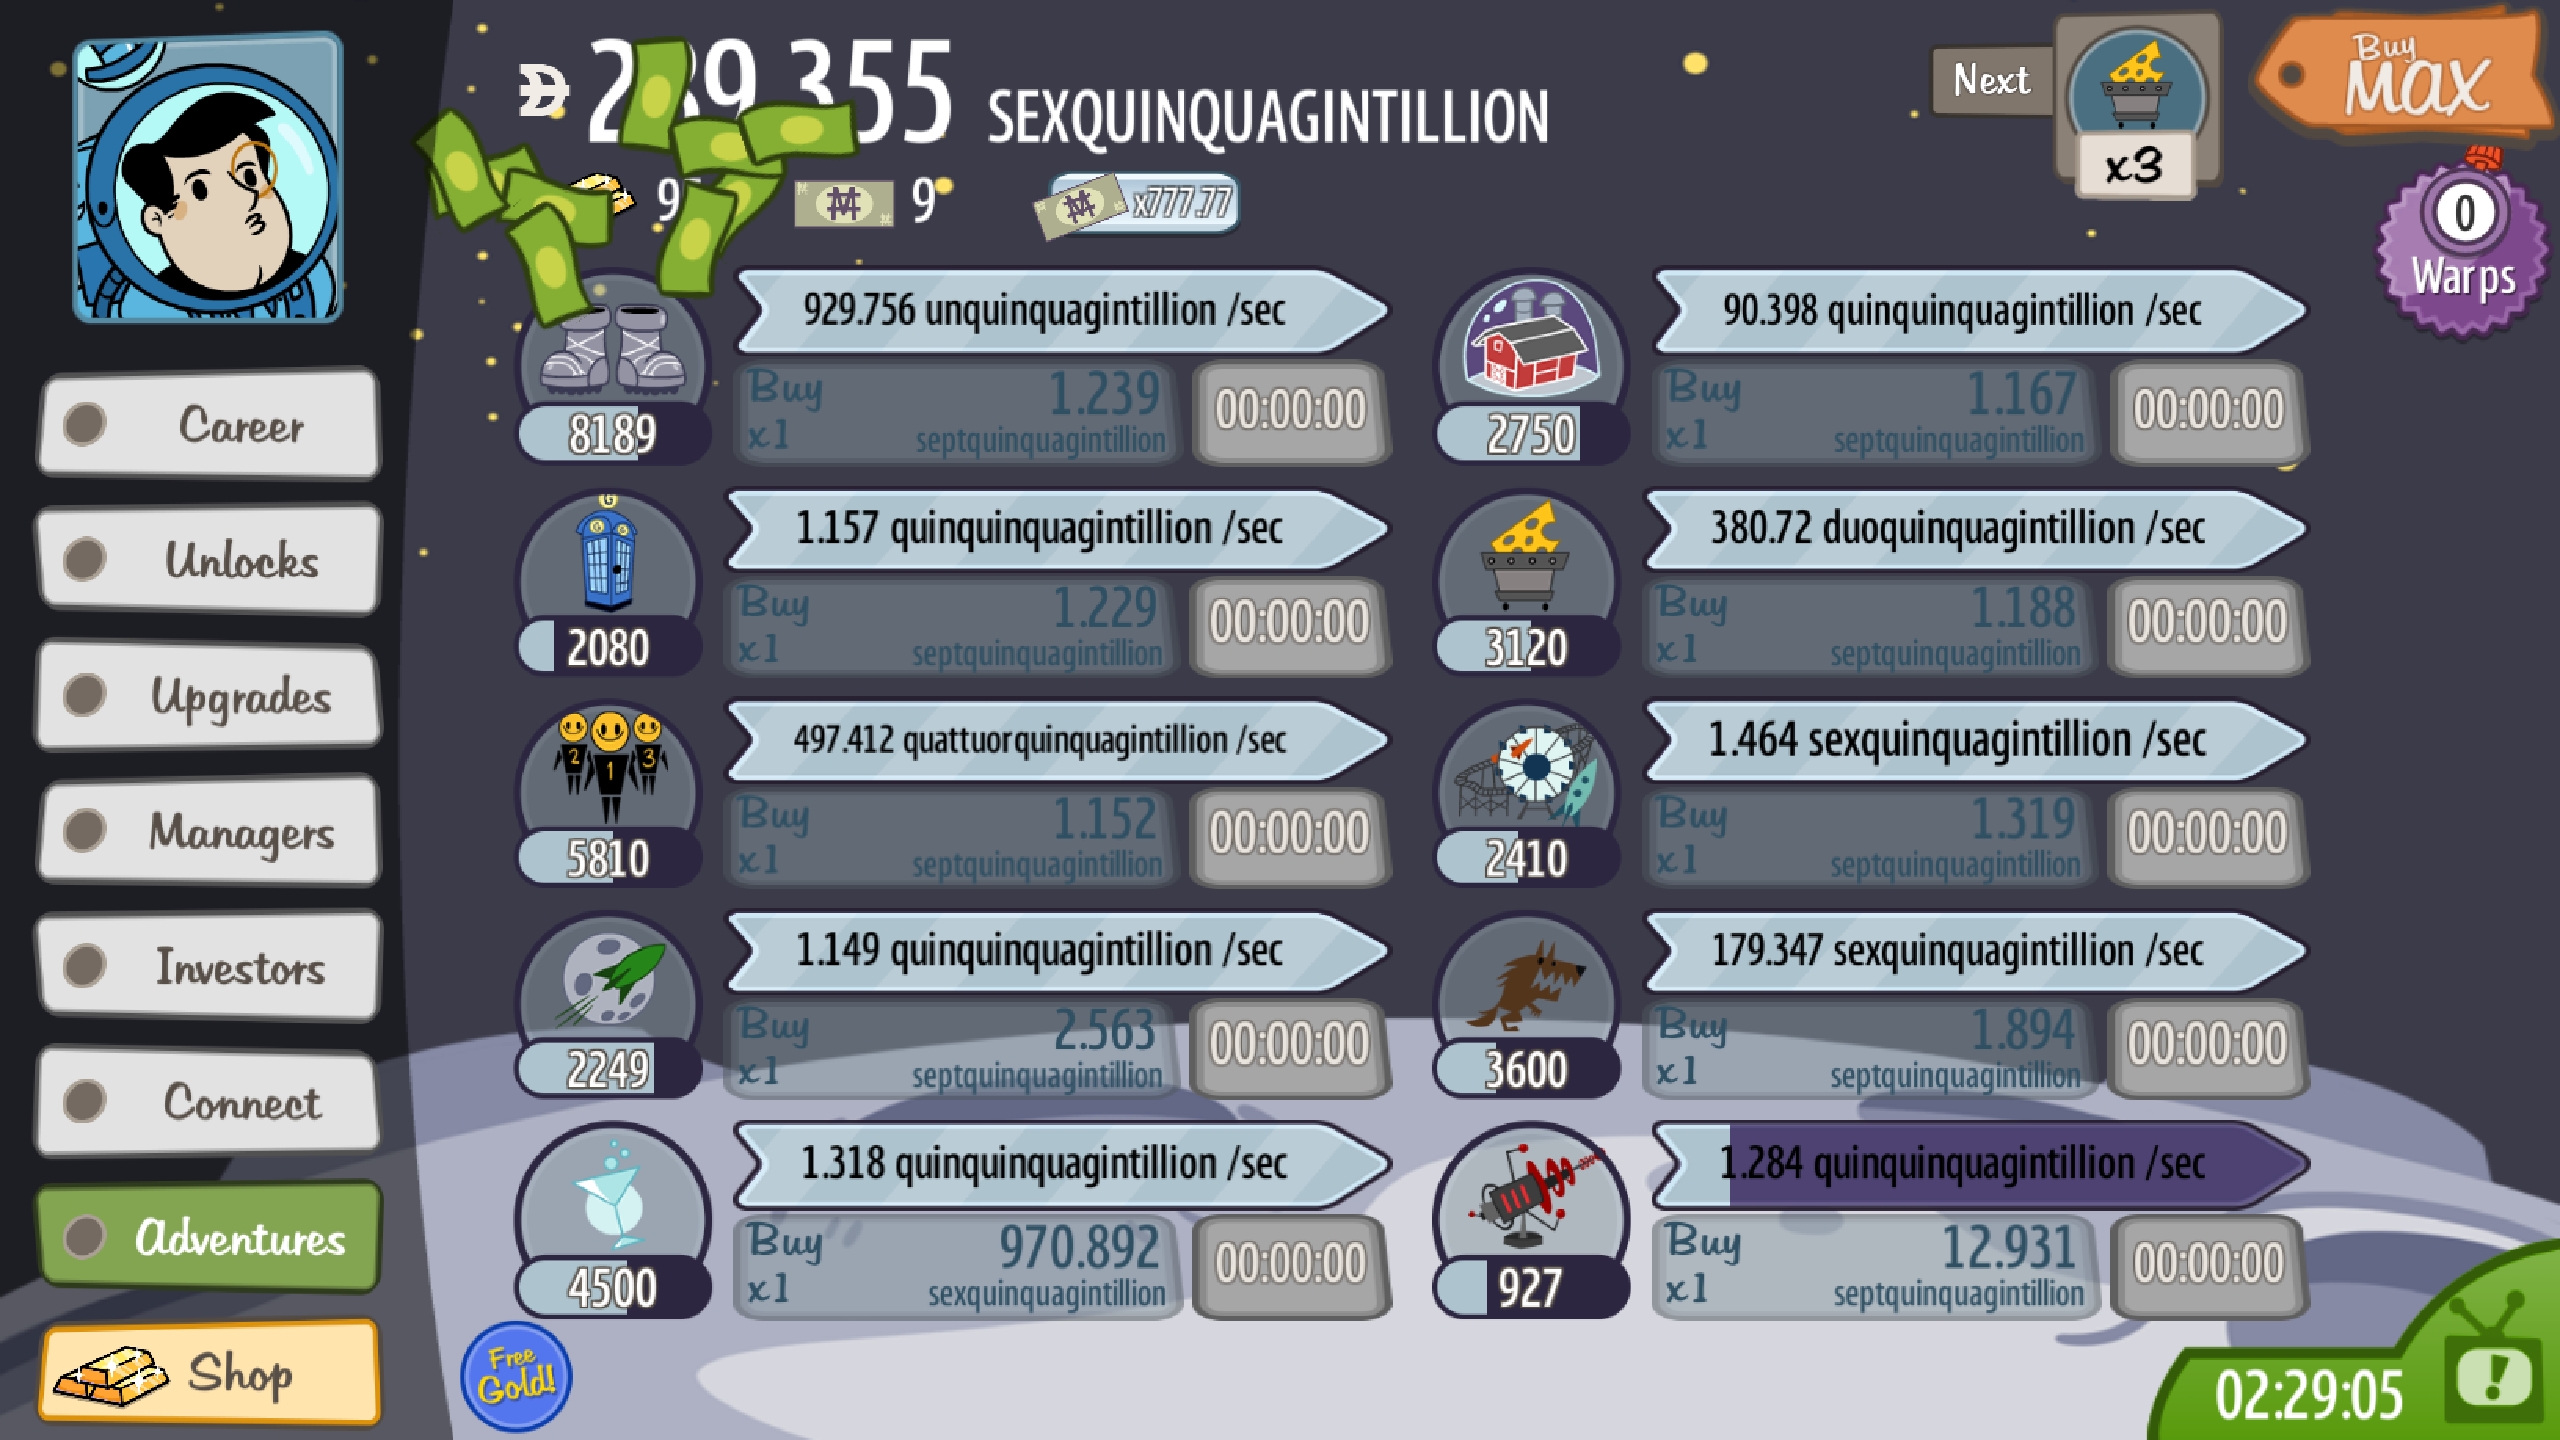 355 SEXQUINQUAGINTILLION
Next
x3
Buy
MAX
9
x777.77
0
Warps
929.756 unquinquagintillion /sec
Buy 1.239
x1 septquinquagintillion
00:00:00
8189
90.398 quinquinquagintillion /sec
Buy 1.167
x1 septquinquagintillion
00:00:00
2750
Career
G
1.157 quinquinquagintillion /sec
Buy 1.229
x1 septquinquagintillion
00:00:00
2080
380.72 duoquinquagintillion /sec
Buy 1.188
x1 septquinquagintillion
00:00:00
3120
Unlocks
2 1 3
497.412 quattuorquinquagintillion /sec
Buy 1.152
x1 septquinquagintillion
00:00:00
5810
1.464 sexquinquagintillion /sec
Buy 1.319
x1 septquinquagintillion
00:00:00
2410
Upgrades
Managers
1.149 quinquinquagintillion /sec
Buy 2.563
x1 septquinquagintillion
00:00:00
2249
179.347 sexquinquagintillion /sec
Buy 1.894
x1 septquinquagintillion
00:00:00
3600
Investors
Connect
1.318 quinquinquagintillion /sec
Buy 970.892
x1 sexquinquagintillion
00:00:00
4500
1.284 quinquinquagintillion /sec
Buy 12.931
x1 septquinquagintillion
00:00:00
927
Adventures
Shop
Free
Gold!
02:29:05
!